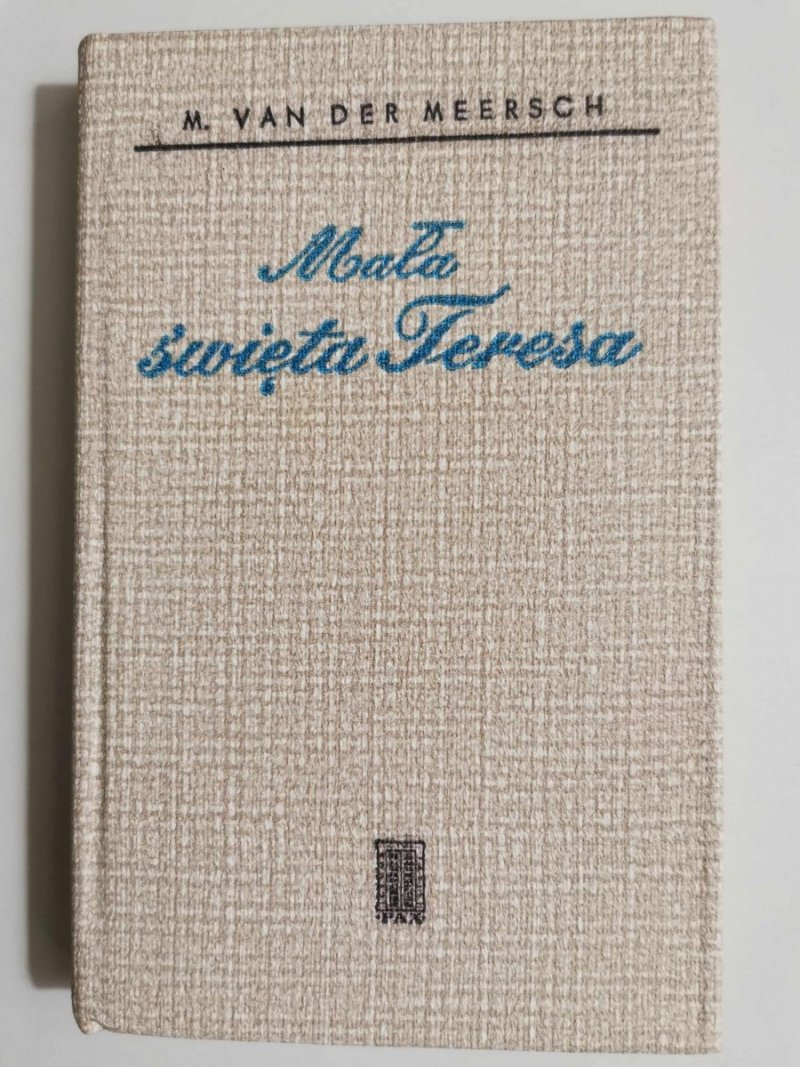 M. VAN DER MEERSCH
Mała
święta Teresa
PAX